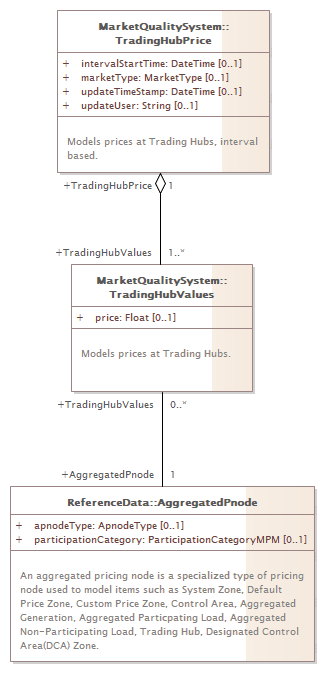 MarketQualitySystem::
TradingHubPrice
+ intervalStartTime: DateTime [0..1]
+ marketType: MarketType [0..1]
+ updateTimeStamp: DateTime [0..1]
+ updateUser: String [0..1]
Models prices at Trading Hubs, interval
based.
+TradingHubPrice 1
+TradingHubValues 1..*
MarketQualitySystem::
TradingHubValues
+ price: Float [0..1]
Models prices at Trading Hubs.
+TradingHubValues 0..*
+AggregatedPnode 1
ReferenceData::AggregatedPnode
+ apnodeType: ApnodeType [0..1]
+ participationCategory: ParticipationCategoryMPM [0..1]
An aggregated pricing node is a specialized type of pricing
node used to model items such as System Zone, Default
Price Zone, Custom Price Zone, Control Area, Aggregated
Generation, Aggregated Particpating Load, Aggregated
Non-Participating Load, Trading Hub, Designated Control
Area(DCA) Zone.